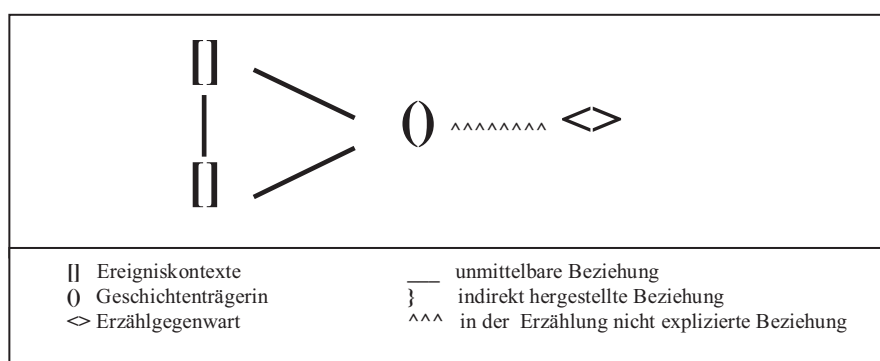 []
() ^^^^^^^^ <>
[]
[] Ereigniskontexte ___ unmittelbare Beziehung
() Geschichtenträgerin } indirekt hergestellte Beziehung
<> Erzählgegenwart ^^^ in der Erzählung nicht explizierte Beziehung